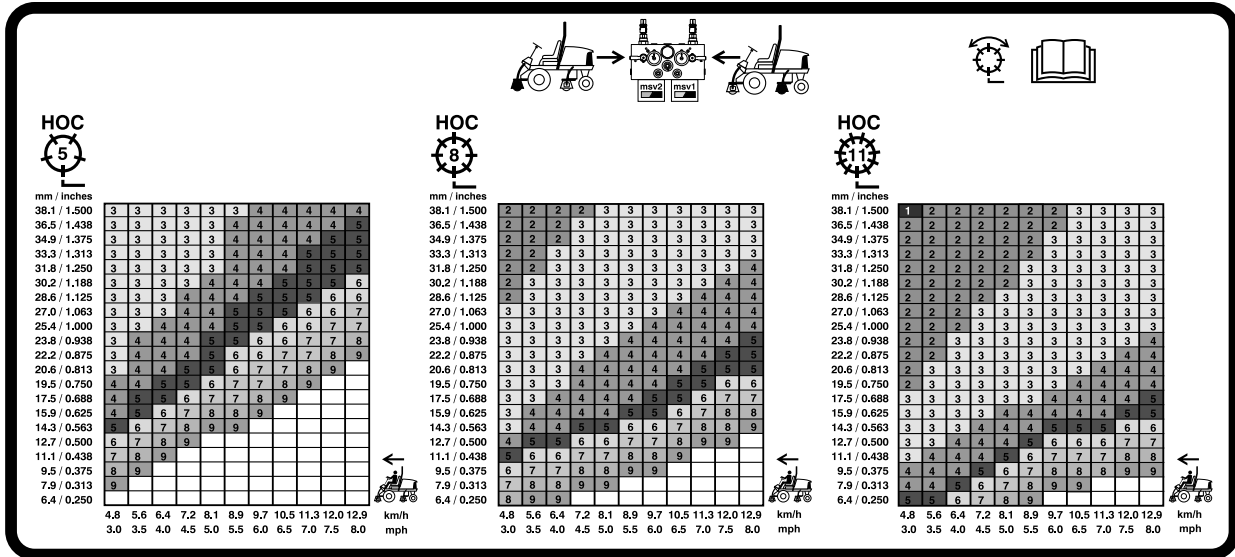 msv2 msv1
HOC
5
mm / inches
38.1 / 1.500 3 3 3 3 3 3 4 4 4 4 4
36.5 / 1.438 3 3 3 3 3 4 4 4 4 4 5
34.9 / 1.375 3 3 3 3 3 4 4 4 4 5 5
33.3 / 1.313 3 3 3 3 3 4 4 4 5 5 5
31.8 / 1.250 3 3 3 3 3 4 4 4 5 5 5
30.2 / 1.188 3 3 3 3 4 4 4 5 5 5 6
28.6 / 1.125 3 3 3 4 4 4 5 5 5 6 6
27.0 / 1.063 3 3 3 4 4 5 5 5 6 6 7
25.4 / 1.000 3 3 4 4 4 5 5 6 6 7 7
23.8 / 0.938 3 4 4 4 5 5 6 6 7 7 8
22.2 / 0.875 3 4 4 4 5 6 6 7 7 8 9
20.6 / 0.813 3 4 4 5 5 6 7 7 8 9
19.5 / 0.750 4 4 5 5 6 7 7 8 9
17.5 / 0.688 4 5 5 6 7 7 8 9
15.9 / 0.625 4 5 6 7 8 8 9
14.3 / 0.563 5 6 7 8 9 9
12.7 / 0.500 6 7 8 9
11.1 / 0.438 7 8 9
9.5 / 0.375 8 9
7.9 / 0.313 9
6.4 / 0.250
4.8 5.6 6.4 7.2 8.1 8.9 9.7 10.5 11.3 12.0 12.9 km/h
3.0 3.5 4.0 4.5 5.0 5.5 6.0 6.5 7.0 7.5 8.0 mph
HOC
8
mm / inches
38.1 / 1.500 2 2 2 2 3 3 3 3 3 3 3
36.5 / 1.438 2 2 2 3 3 3 3 3 3 3 3
34.9 / 1.375 2 2 2 3 3 3 3 3 3 3 3
33.3 / 1.313 2 2 3 3 3 3 3 3 3 3 3
31.8 / 1.250 2 2 3 3 3 3 3 3 3 3 4
30.2 / 1.188 2 3 3 3 3 3 3 3 3 4 4
28.6 / 1.125 2 3 3 3 3 3 3 3 4 4 4
27.0 / 1.063 3 3 3 3 3 3 3 4 4 4 4
25.4 / 1.000 3 3 3 3 3 3 4 4 4 4 4
23.8 / 0.938 3 3 3 3 3 4 4 4 4 4 5
22.2 / 0.875 3 3 3 3 4 4 4 4 4 5 5
20.6 / 0.813 3 3 3 4 4 4 4 4 5 5 5
19.5 / 0.750 3 3 3 4 4 4 4 5 5 6 6
17.5 / 0.688 3 3 4 4 4 4 5 5 6 7 7
15.9 / 0.625 3 4 4 4 4 5 5 6 7 8 8
14.3 / 0.563 3 4 4 5 5 6 6 7 8 8 9
12.7 / 0.500 4 5 5 6 6 7 7 8 9 9
11.1 / 0.438 5 6 6 7 7 8 8 9
9.5 / 0.375 6 7 7 8 8 9 9
7.9 / 0.313 7 8 8 9 9
6.4 / 0.250 8 9 9
4.8 5.6 6.4 7.2 8.1 8.9 9.7 10.5 11.3 12.0 12.9 km/h
3.0 3.5 4.0 4.5 5.0 5.5 6.0 6.5 7.0 7.5 8.0 mph
HOC
11
mm / inches
38.1 / 1.500 1 2 2 2 2 2 2 3 3 3 3
36.5 / 1.438 2 2 2 2 2 2 2 3 3 3 3
34.9 / 1.375 2 2 2 2 2 2 3 3 3 3 3
33.3 / 1.313 2 2 2 2 2 2 3 3 3 3 3
31.8 / 1.250 2 2 2 2 2 3 3 3 3 3 3
30.2 / 1.188 2 2 2 2 2 3 3 3 3 3 3
28.6 / 1.125 2 2 2 2 3 3 3 3 3 3 3
27.0 / 1.063 2 2 2 3 3 3 3 3 3 3 3
25.4 / 1.000 2 2 2 3 3 3 3 3 3 3 3
23.8 / 0.938 2 2 3 3 3 3 3 3 3 3 4
22.2 / 0.875 2 2 3 3 3 3 3 3 3 4 4
20.6 / 0.813 2 3 3 3 3 3 3 3 4 4 4
19.5 / 0.750 2 3 3 3 3 3 3 4 4 4 4
17.5 / 0.688 3 3 3 3 3 3 4 4 4 4 5
15.9 / 0.625 3 3 3 3 4 4 4 4 4 5 5
14.3 / 0.563 3 3 3 4 4 4 5 5 5 6 6
12.7 / 0.500 3 3 4 4 4 5 6 6 6 7 7
11.1 / 0.438 3 4 4 4 5 6 6 7 7 8 8
9.5 / 0.375 4 4 4 5 6 7 7 8 8 9 9
7.9 / 0.313 4 4 5 6 7 8 9 9
6.4 / 0.250 5 5 6 7 8 9
4.8 5.6 6.4 7.2 8.1 8.9 9.7 10.5 11.3 12.0 12.9 km/h
3.0 3.5 4.0 4.5 5.0 5.5 6.0 6.5 7.0 7.5 8.0 mph